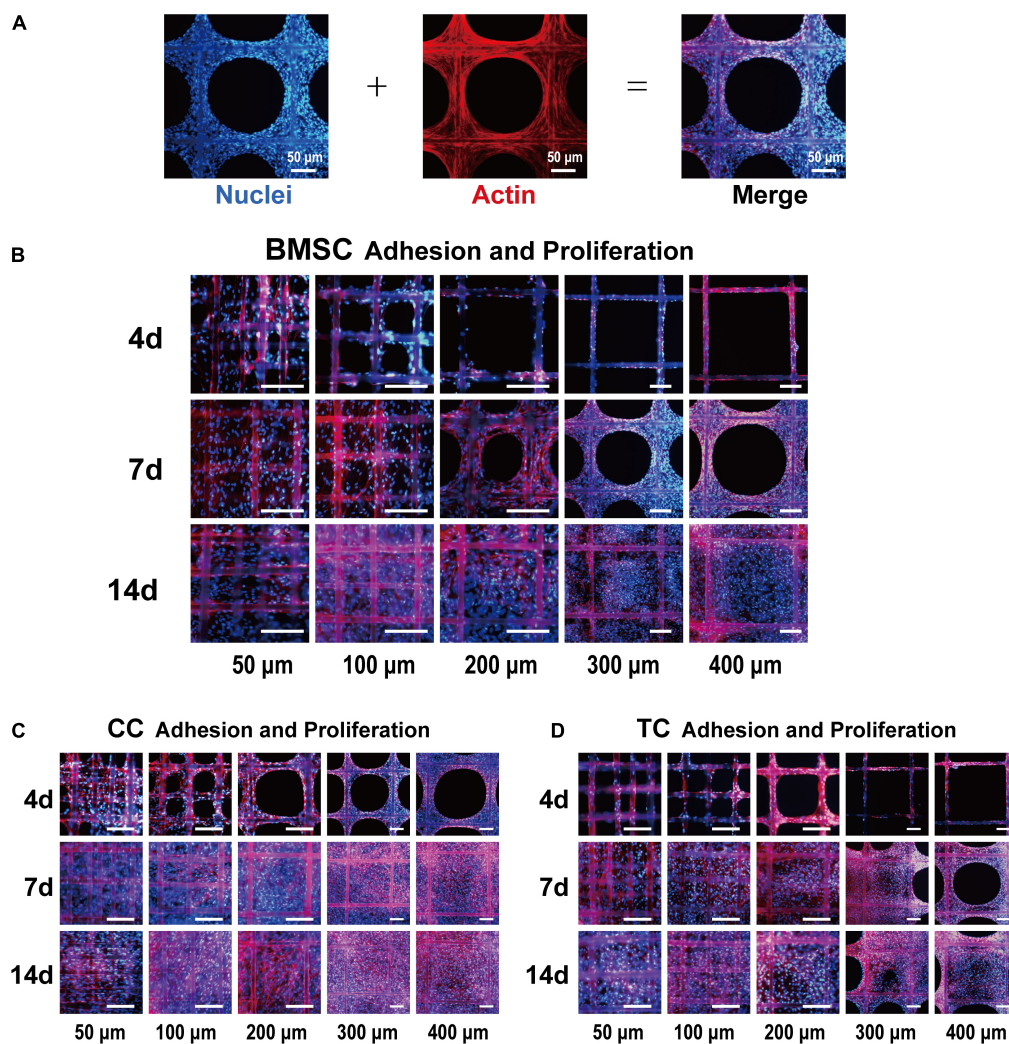 A
+
=
50 μm
50 μm
50 μm
Nuclei
Actin
Merge
B
BMSC Adhesion and Proliferation
4d
7d
14d
50 μm
100 μm
200 μm
300 μm
400 μm
C
CC Adhesion and Proliferation
4d
7d
14d
50 μm
100 μm
200 μm
300 μm
400 μm
D
TC Adhesion and Proliferation
4d
7d
14d
50 μm
100 μm
200 μm
300 μm
400 μm